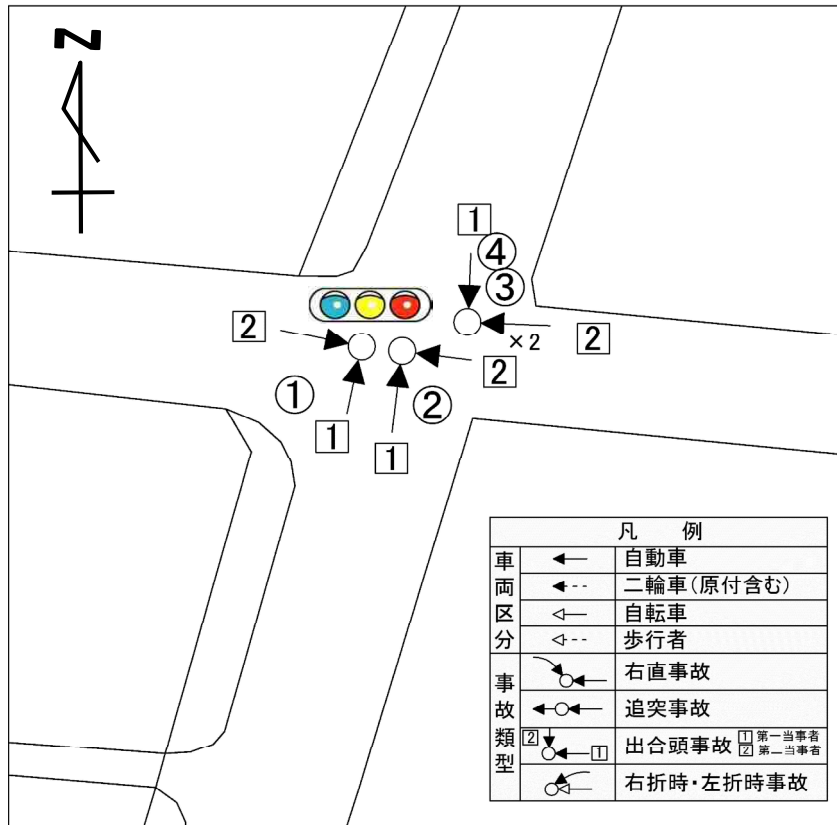 N
1
4
3
2
×2
2
2
1
2
1
1
凡 例
車両区分
自動車
二輪車(原付含む)
自転車
歩行者
事故類型
右直事故
追突事故
2 1 出合頭事故 1 第一当事者
2 第二当事者
右折時・左折時事故